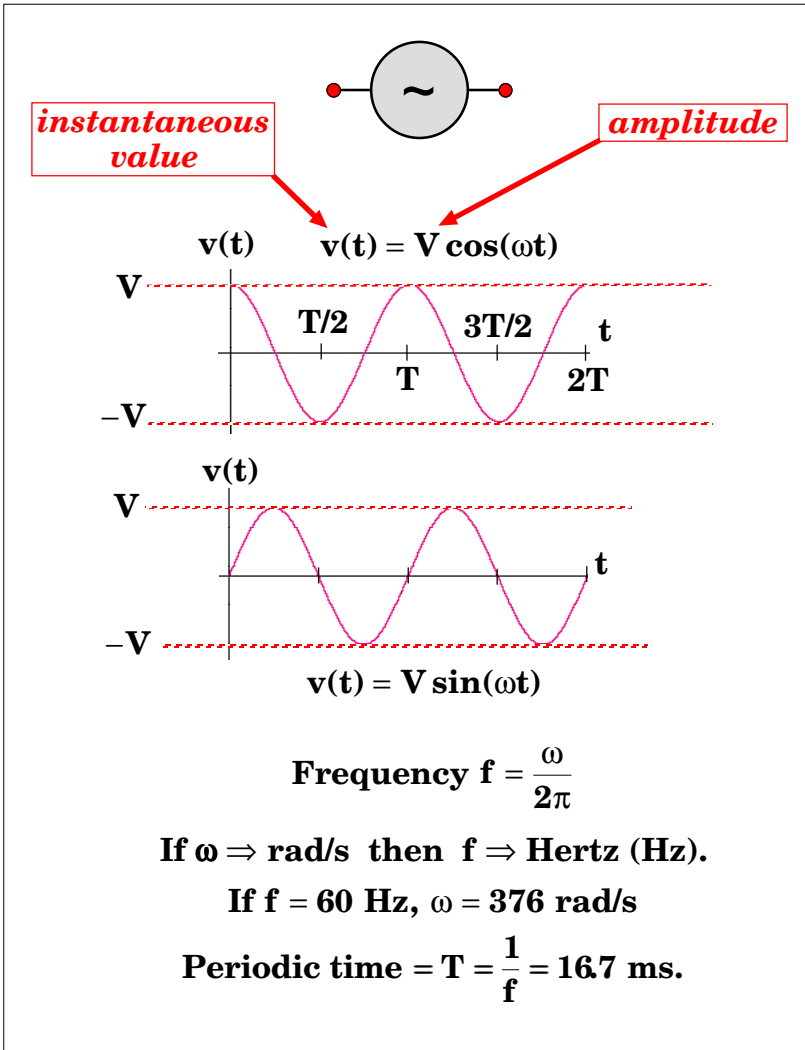 ~
instantaneous
value
amplitude
v(t)
v(t) = V cos(ωt)
V
T/2
3T/2
t
T
2T
−V
v(t)
V
t
−V
v(t) = V sin(ωt)
Frequency f = ω/2π
If ω ⇒ rad/s then f ⇒ Hertz (Hz).
If f = 60 Hz, ω = 376 rad/s
Periodic time = T = 1/f = 16.7 ms.